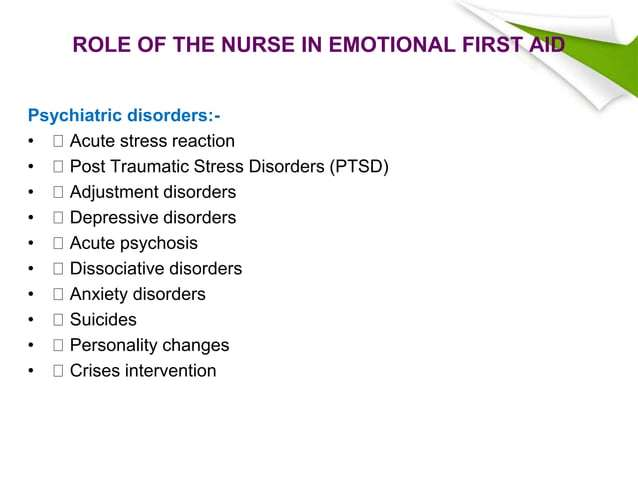 ROLE OF THE NURSE IN EMOTIONAL FIRST AID
Psychiatric disorders:-
• Acute stress reaction
• Post Traumatic Stress Disorders (PTSD)
• Adjustment disorders
• Depressive disorders
• Acute psychosis
• Dissociative disorders
• Anxiety disorders
• Suicides
• Personality changes
• Crises intervention